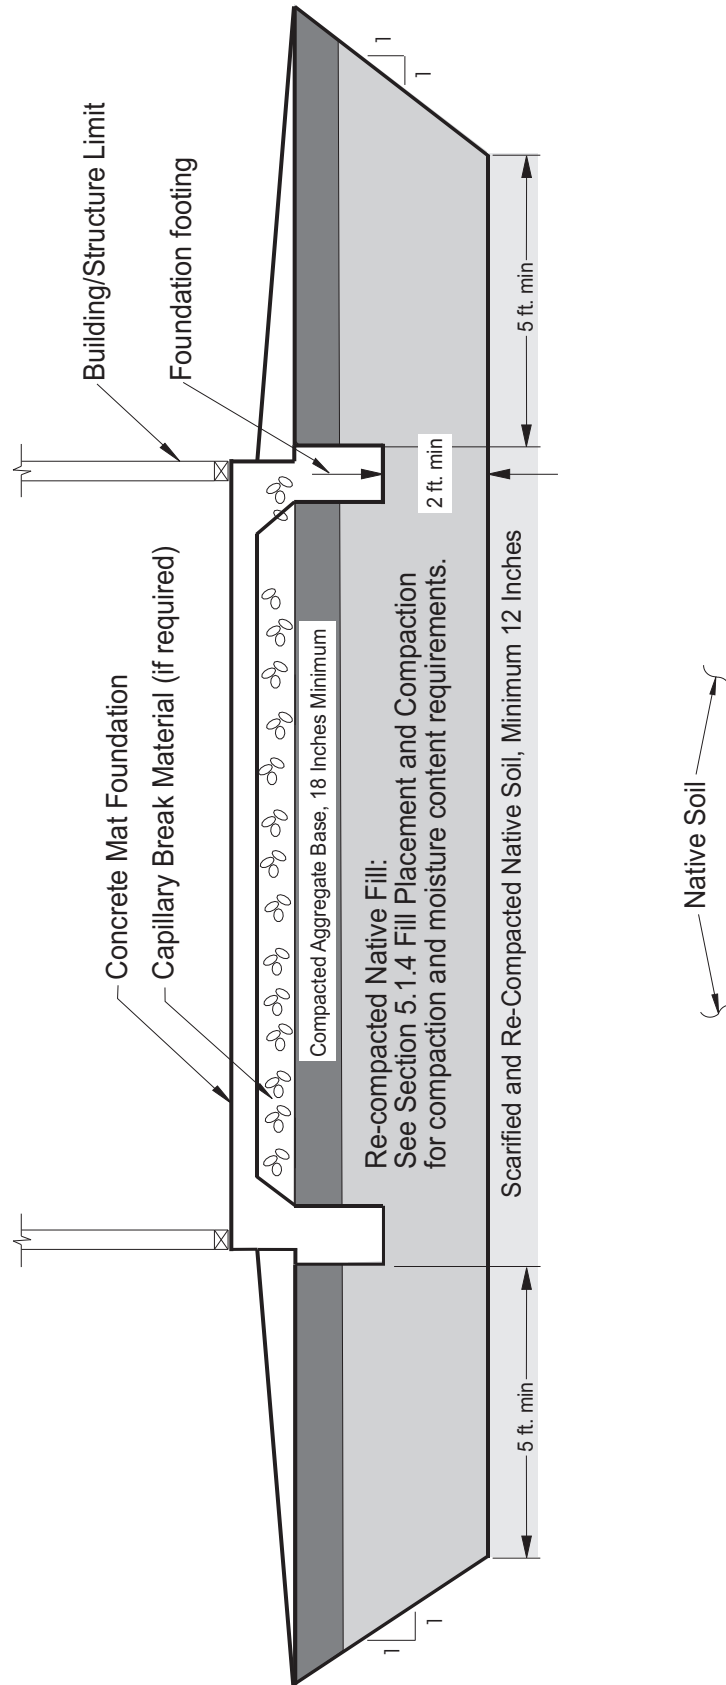 Building/Structure Limit
Foundation footing
Concrete Mat Foundation
Capillary Break Material (if required)
Compacted Aggregate Base, 18 Inches Minimum
Re-compacted Native Fill:
See Section 5.1.4 Fill Placement and Compaction
for compaction and moisture content requirements.
2 ft. min
Scarified and Re-Compacted Native Soil, Minimum 12 Inches
5 ft. min
5 ft. min
1
1
1
1
Native Soil